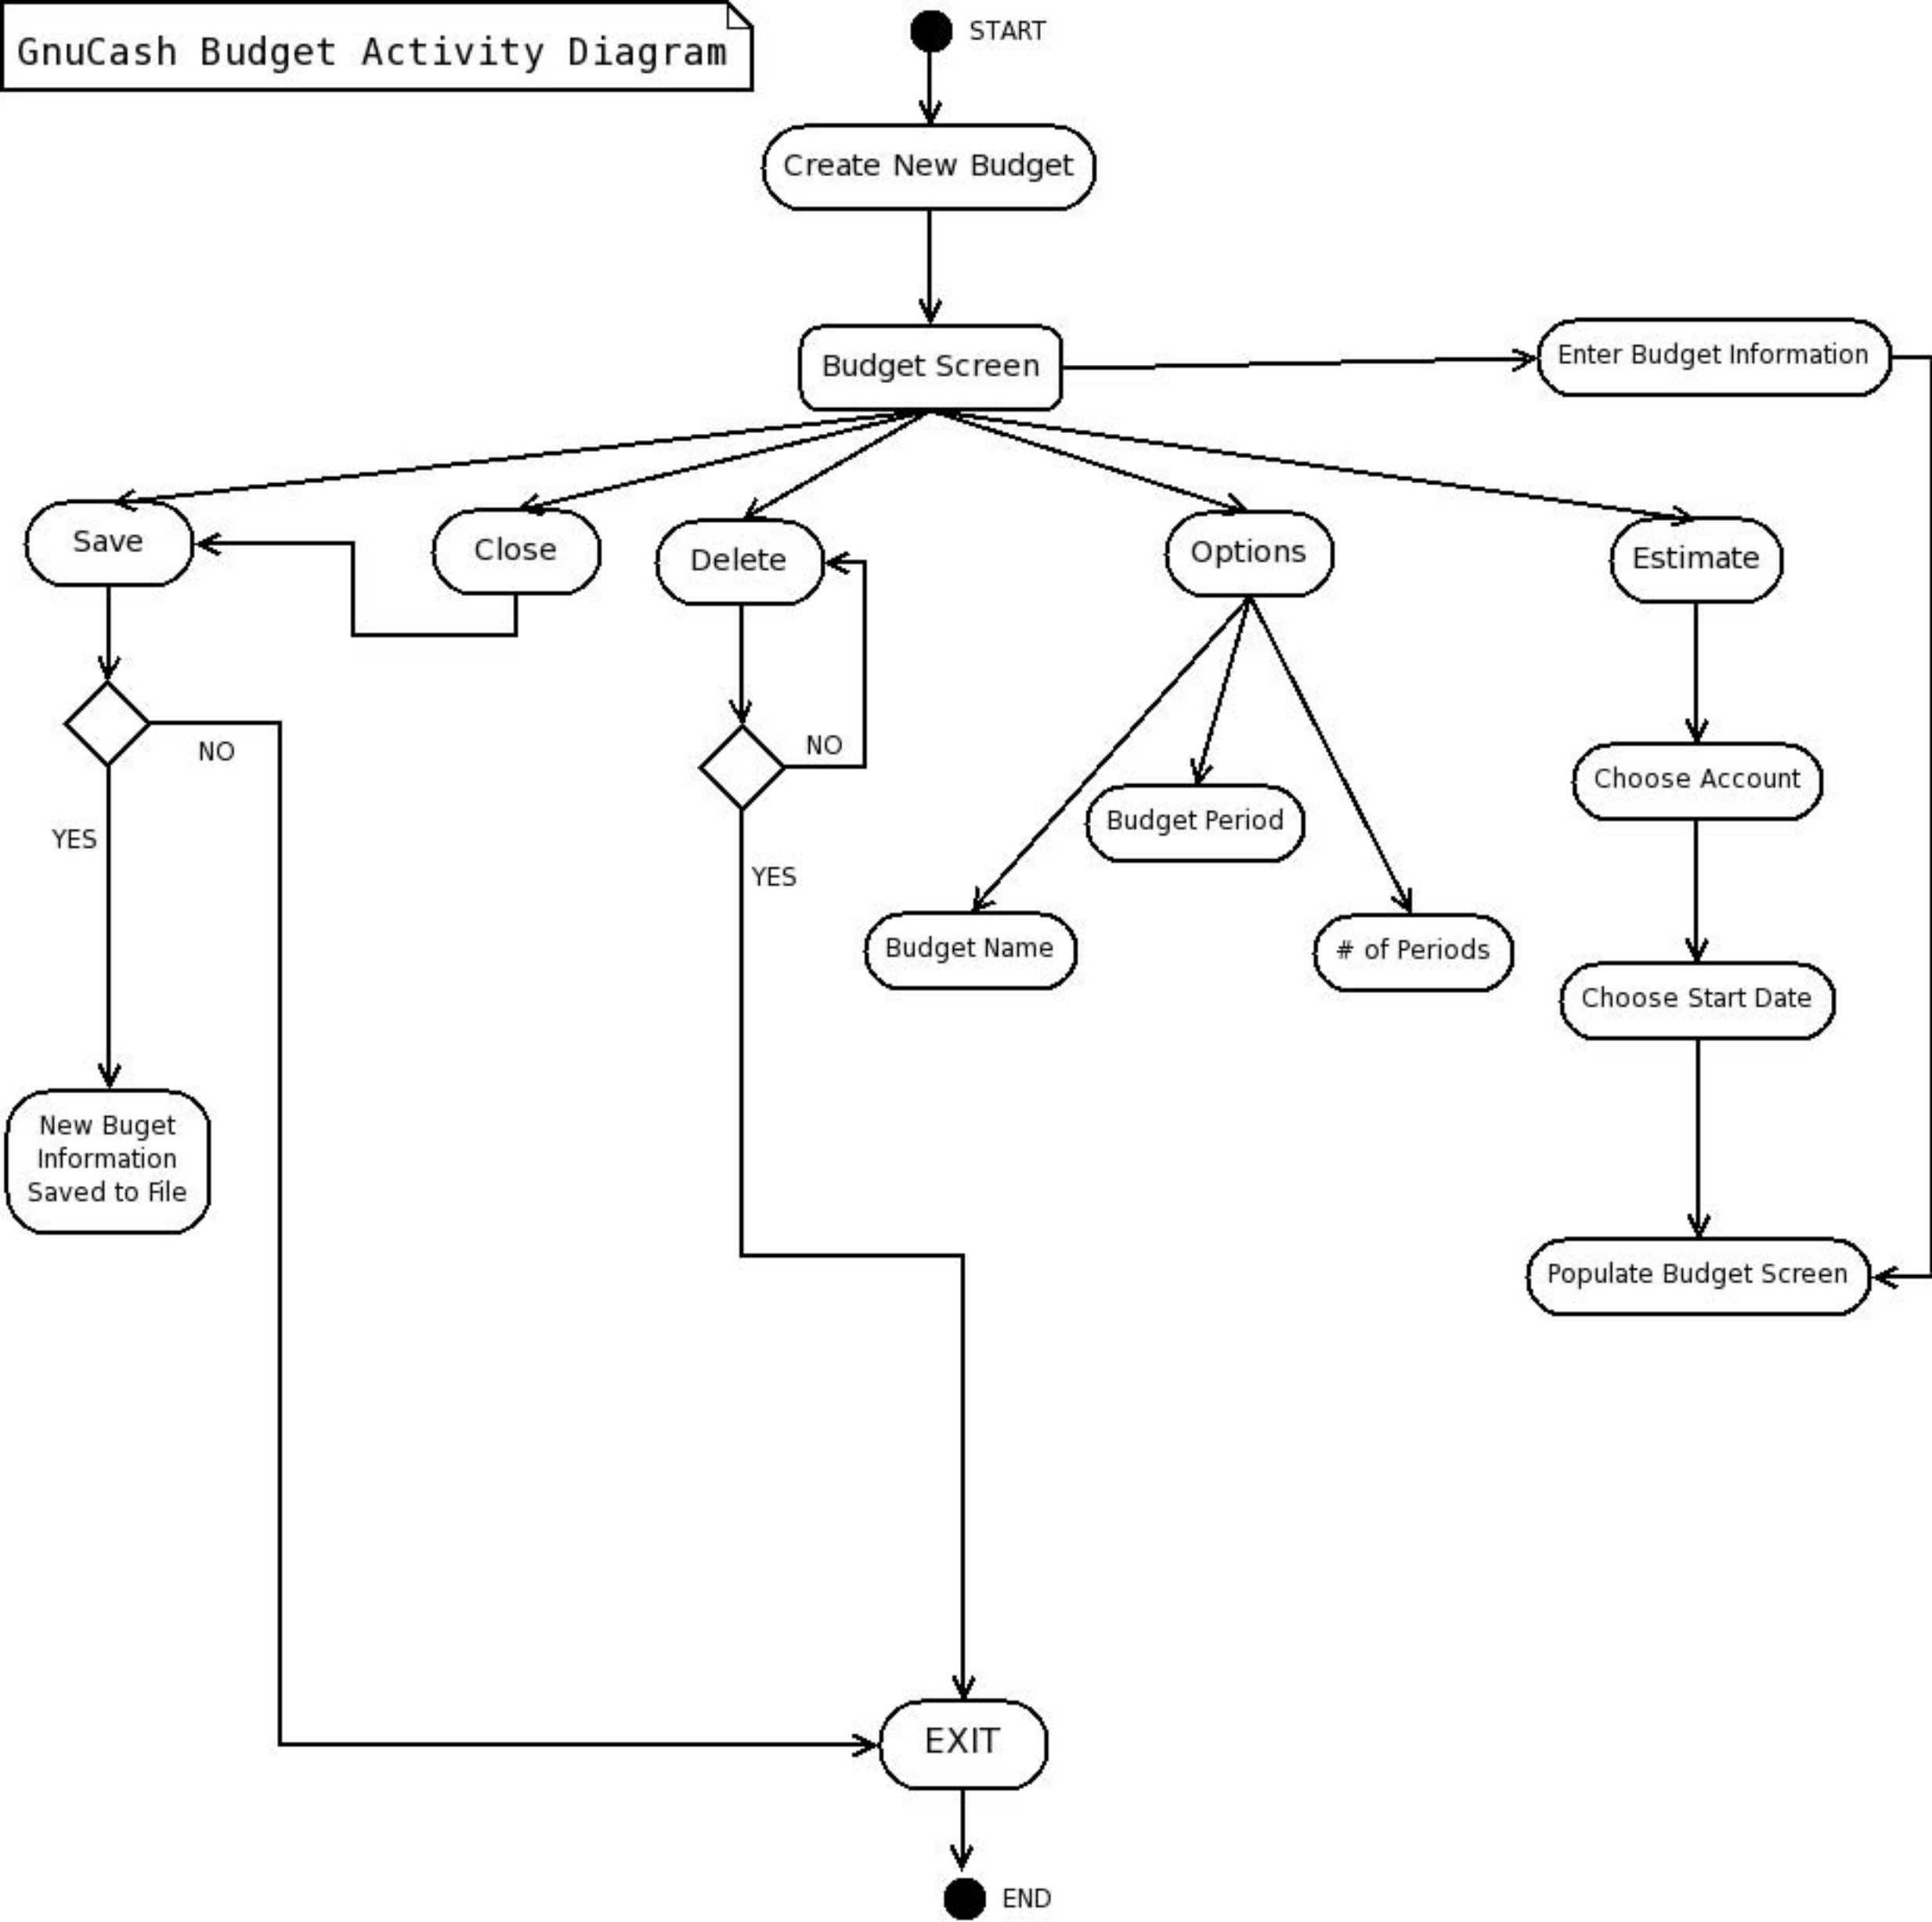 GnuCash Budget Activity Diagram
START
Create New Budget
Budget Screen
Enter Budget Information
Save
Close
Delete
Options
Estimate
NO
NO
YES
YES
Choose Account
Budget Period
Budget Name
# of Periods
Choose Start Date
New Buget
Information
Saved to File
Populate Budget Screen
EXIT
END